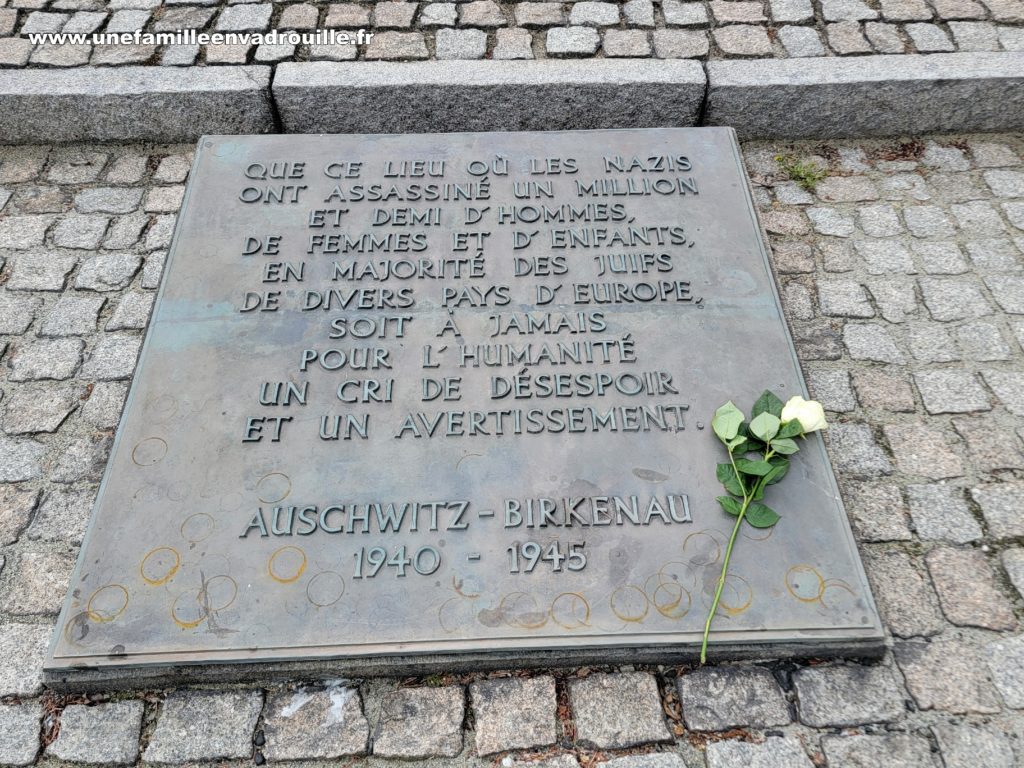 www.unefamilleenvadrouille.fr
QUE CE LIEU OÙ LES NAZIS
ONT ASSASSINÉ UN MILLION
ET DEMI D'HOMMES,
DE FEMMES ET D'ENFANTS,
EN MAJORITÉ DES JUIFS
DE DIVERS PAYS D'EUROPE,
SOIT À JAMAIS
POUR L'HUMANITÉ
UN CRI DE DÉSESPOIR
ET UN AVERTISSEMENT.
AUSCHWITZ - BIRKENAU
1940 - 1945